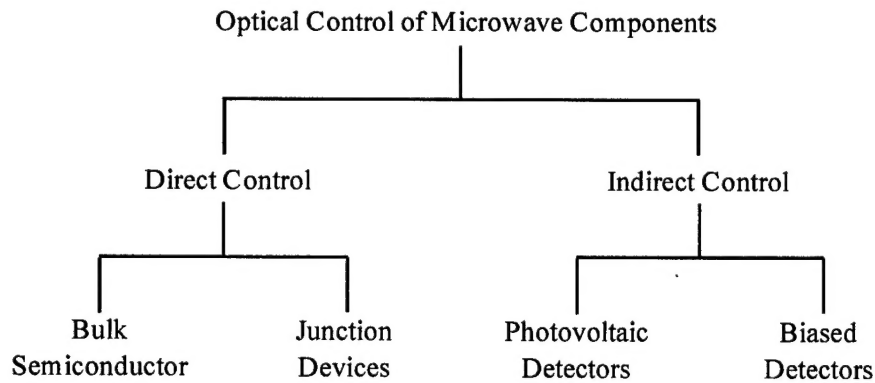 Optical Control of Microwave Components
Direct Control
Indirect Control
Bulk
Semiconductor
Junction
Devices
Photovoltaic
Detectors
Biased
Detectors